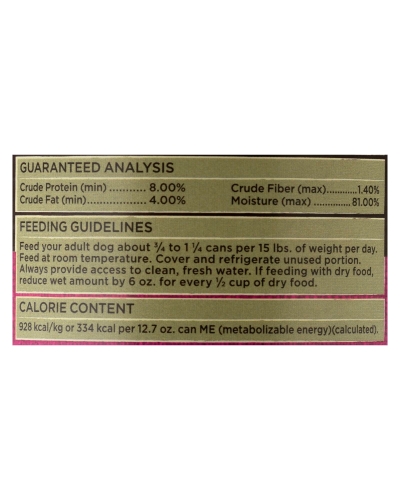 GUARANTEED ANALYSIS
Crude Protein (min) ........... 8.00%
Crude Fat (min) .................. 4.00%
Crude Fiber (max)............1.40%
Moisture (max)............... 81.00%
FEEDING GUIDELINES
Feed your adult dog about ¾ to 1 ¼ cans per 15 lbs. of weight per day.
Feed at room temperature. Cover and refrigerate unused portion.
Always provide access to clean, fresh water. If feeding with dry food,
reduce wet amount by 6 oz. for every ½ cup of dry food.
CALORIE CONTENT
928 kcal/kg or 334 kcal per 12.7 oz. can ME (metabolizable energy)(calculated).